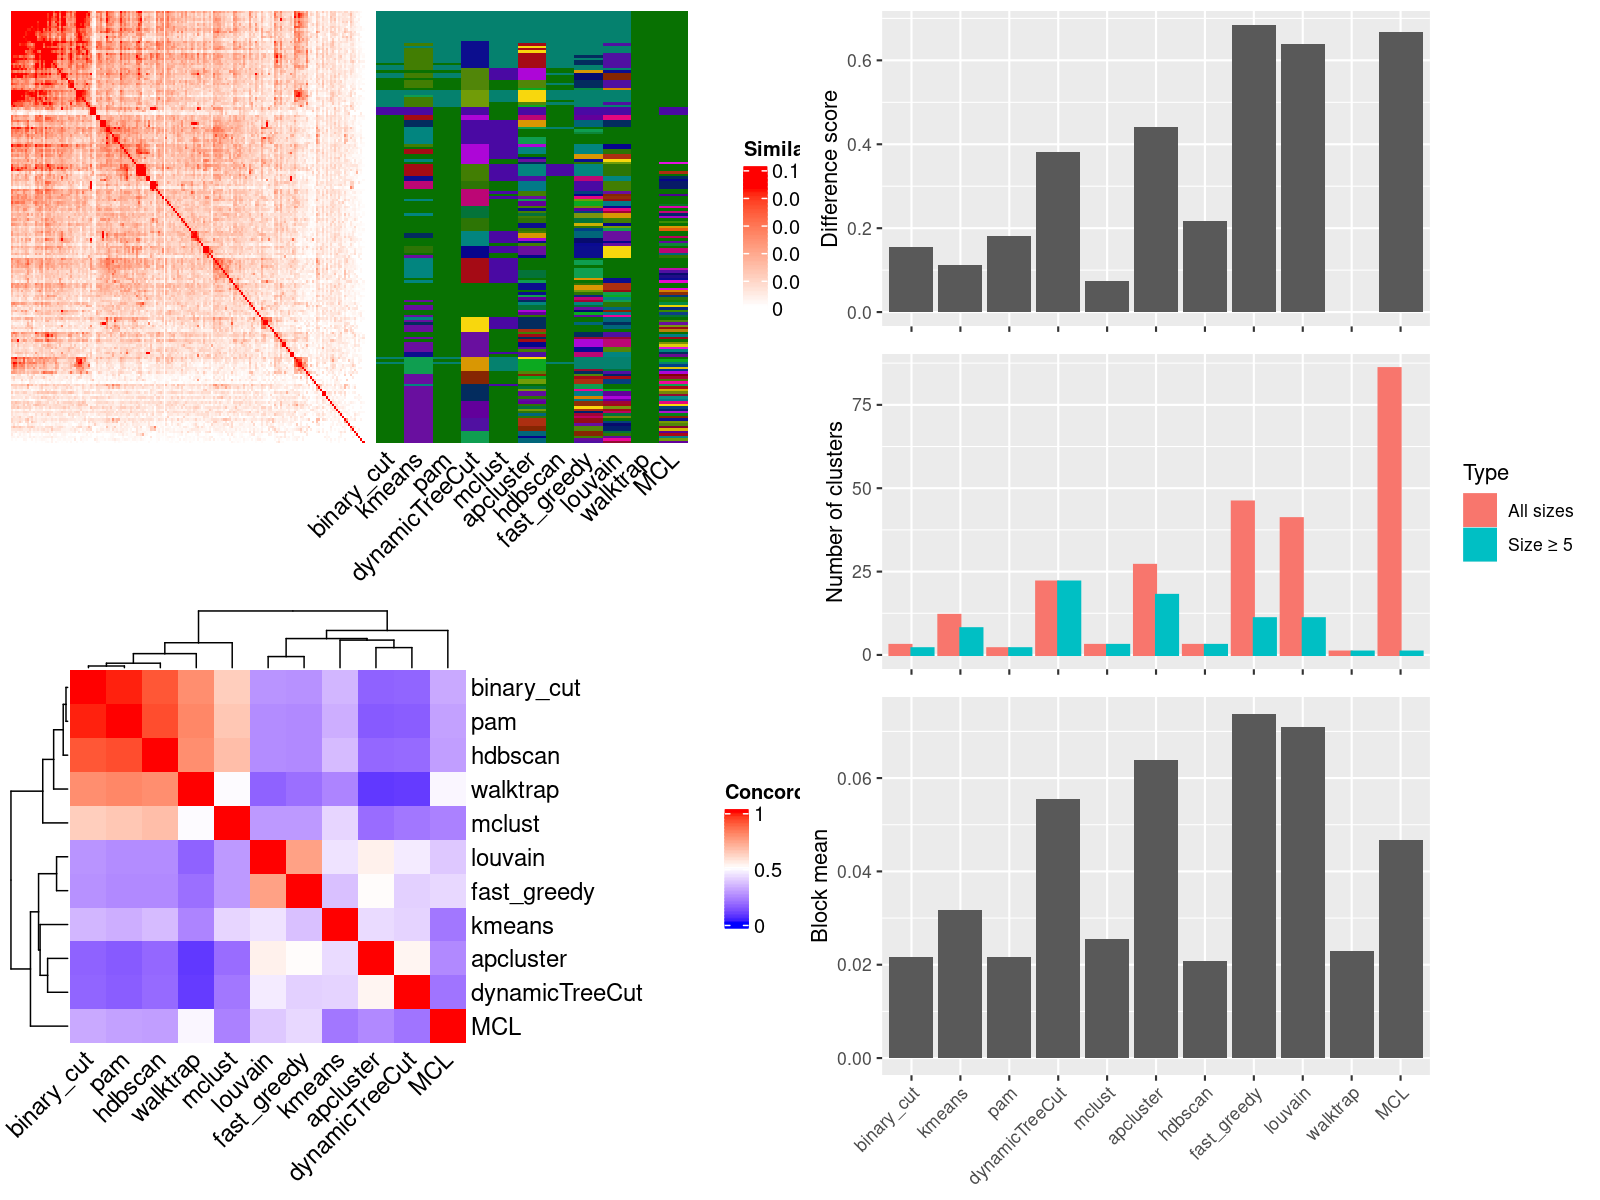 Simila
0.1
0.0
0.0
0.0
0.0
0
binary_cut
kmeans
pam
dynamicTreeCut
mclust
apcluster
hdbscan
fast_greedy
louvain
walktrap
MCL
binary_cut
pam
hdbscan
walktrap
mclust
louvain
fast_greedy
kmeans
apcluster
dynamicTreeCut
MCL
binary_cut
pam
hdbscan
walktrap
mclust
louvain
fast_greedy
kmeans
apcluster
dynamicTreeCut
MCL
Concord
1
0.5
0
Difference score
0.6
0.4
0.2
0.0
Number of clusters
75
50
25
0
Type
All sizes
Size ≥ 5
Block mean
0.06
0.04
0.02
0.00
binary_cut
kmeans
pam
dynamicTreeCut
mclust
apcluster
hdbscan
fast_greedy
louvain
walktrap
MCL